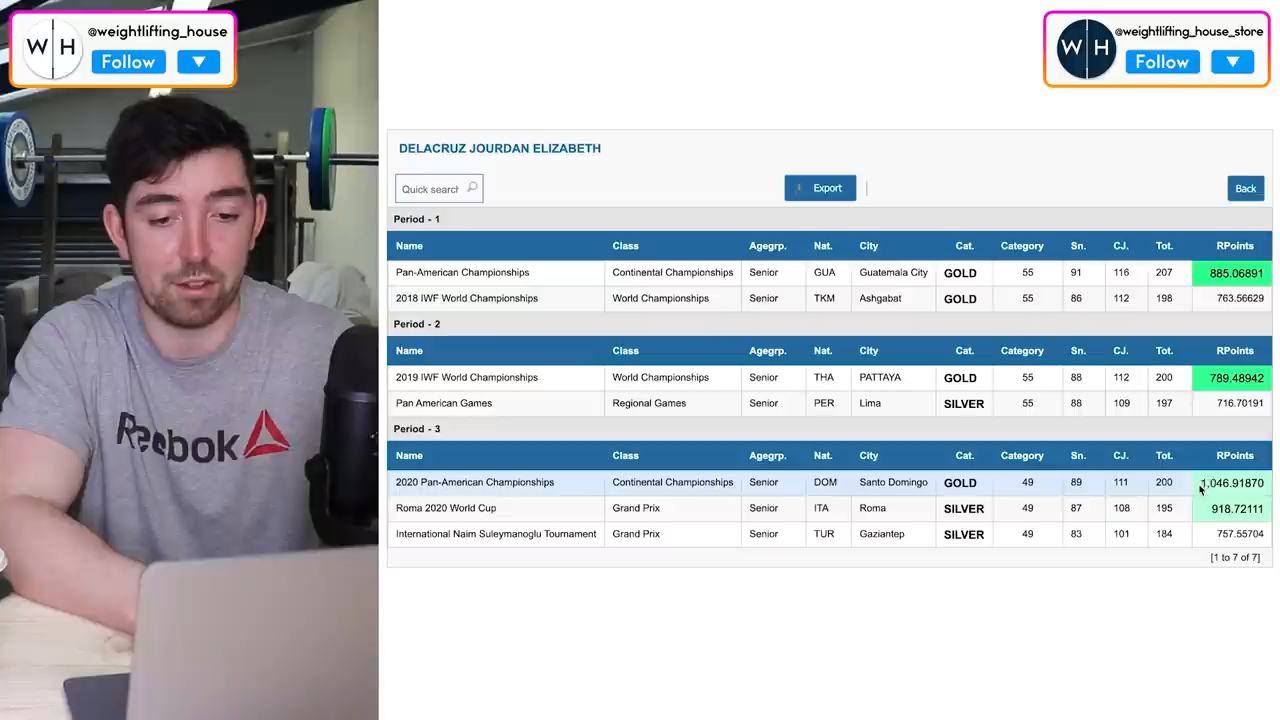 W H
@weightlifting_house
Follow
W H
@weightlifting_house_store
Follow
Reebok
DELACRUZ JOURDAN ELIZABETH
Quick search
Export
Back
Period - 1
Name Class Agegrp. Nat. City Cat. Category Sn. CJ. Tot. RPoints
Pan-American Championships Continental Championships Senior GUA Guatemala City GOLD 55 91 116 207 885.06891
2018 IWF World Championships World Championships Senior TKM Ashgabat GOLD 55 86 112 198 763.56629
Period - 2
Name Class Agegrp. Nat. City Cat. Category Sn. CJ. Tot. RPoints
2019 IWF World Championships World Championships Senior THA PATTAYA GOLD 55 88 112 200 789.48942
Pan American Games Regional Games Senior PER Lima SILVER 55 88 109 197 716.70191
Period - 3
Name Class Agegrp. Nat. City Cat. Category Sn. CJ. Tot. RPoints
2020 Pan-American Championships Continental Championships Senior DOM Santo Domingo GOLD 49 89 111 200 1,046.91870
Roma 2020 World Cup Grand Prix Senior ITA Roma SILVER 49 87 108 195 918.72111
International Naim Suleymanoglu Tournament Grand Prix Senior TUR Gaziantep SILVER 49 83 101 184 757.55704
[1 to 7 of 7]